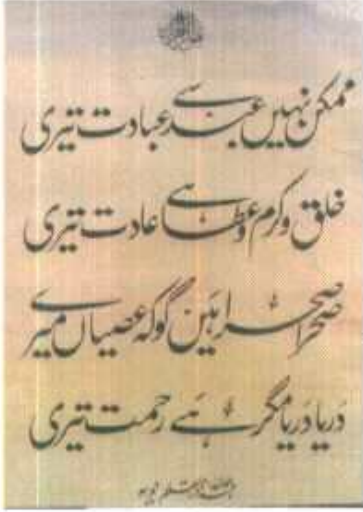 ممکن نہیں عبد سے عبادت تیری
خلق و کرم و عطا ہے عادت تیری
صحرا صحرا ہیں گو کہ عصیاں میرے
دریا دریا مگر ہے رحمت تیری